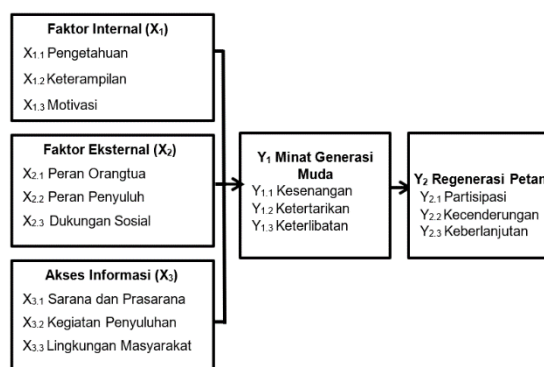 Faktor Internal (X1)
X1.1 Pengetahuan
X1.2 Keterampilan
X1.3 Motivasi
Faktor Eksternal (X2)
X2.1 Peran Orangtua
X2.2 Peran Penyuluh
X2.3 Dukungan Sosial
Akses Informasi (X3)
X3.1 Sarana dan Prasarana
X3.2 Kegiatan Penyuluhan
X3.3 Lingkungan Masyarakat
Y1 Minat Generasi
Muda
Y1.1 Kesenangan
Y1.2 Ketertarikan
Y1.3 Keterlibatan
Y2 Regenerasi Petan
Y2.1 Partisipasi
Y2.2 Kecenderungan
Y2.3 Keberlanjutan